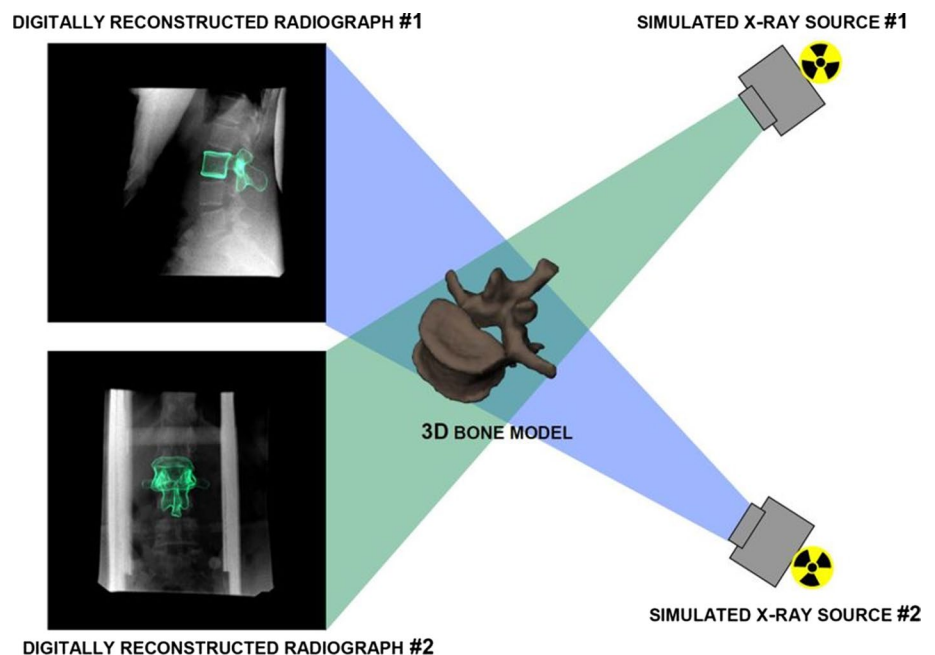 DIGITALLY RECONSTRUCTED RADIOGRAPH #1
SIMULATED X-RAY SOURCE #1
3D BONE MODEL
SIMULATED X-RAY SOURCE #2
DIGITALLY RECONSTRUCTED RADIOGRAPH #2